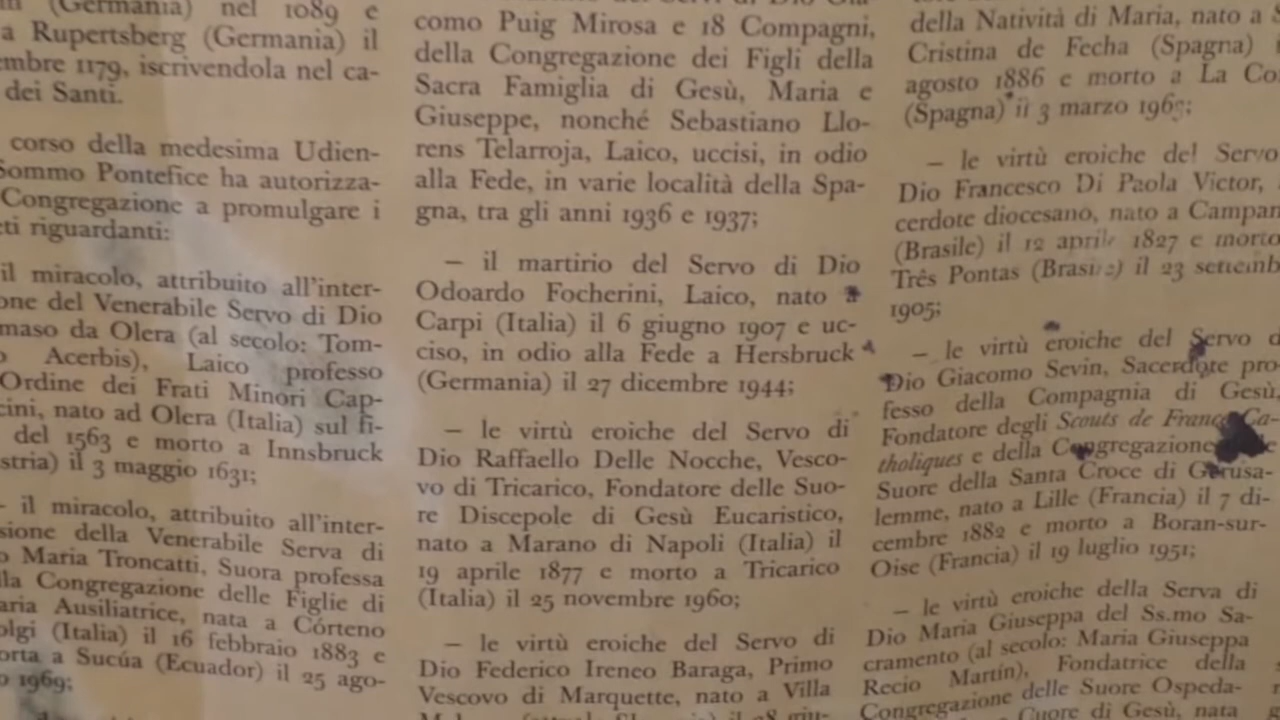 (Germania) nel 1089 e
a Rupertsberg (Germania) il
embre 1179, iscrivendola nel ca-
dei Santi.
corso della medesima Udien-
Sommo Pontefice ha autorizza-
Congregazione a promulgare i
eti riguardanti:
il miracolo, attribuito all'inter-
one del Venerabile Servo di Dio
maso da Olera (al secolo: Tom-
o Acerbis), Laico professo
Ordine dei Frati Minori Cap-
cini, nato ad Olera (Italia) sul fi-
del 1563 e morto a Innsbruck
stria) il 3 maggio 1631;
- il miracolo, attribuito all'inter-
sione della Venerabile Serva di
o Maria Troncatti, Suora professa
lla Congregazione delle Figlie di
aria Ausiliatrice, nata a Córteno
olgi (Italia) il 16 febbraio 1883 e
orta a Sucúa (Ecuador) il 25 ago-
o 1969;
como Puig Mirosa e 18 Compagni,
della Congregazione dei Figli della
Sacra Famiglia di Gesù, Maria e
Giuseppe, nonché Sebastiano Llo-
rens Telarroja, Laico, uccisi, in odio
alla Fede, in varie località della Spa-
gna, tra gli anni 1936 e 1937;
– il martirio del Servo di Dio
Odoardo Focherini, Laico, nato a
Carpi (Italia) il 6 giugno 1907 e uc-
ciso, in odio alla Fede a Hersbruck
(Germania) il 27 dicembre 1944;
– le virtù eroiche del Servo di
Dio Raffaello Delle Nocche, Vesco-
vo di Tricarico, Fondatore delle Suo-
re Discepole di Gesù Eucaristico,
nato a Marano di Napoli (Italia) il
19 aprile 1877 e morto a Tricarico
(Italia) il 25 novembre 1960;
– le virtù eroiche del Servo di
Dio Federico Ireneo Baraga, Primo
Vescovo di Marquette, nato a Villa
della Natività di Maria, nato a
Cristina de Fecha (Spagna)
agosto 1886 e morto a La Co
(Spagna) il 3 marzo
– le virtù eroiche del Servo
Dio Francesco Di Paola Victor,
cerdote diocesano, nato a Campan
(Brasile) il 12 aprile 1827 e morto
Três Pontas (Brasile) il 23 settemb
1905;
– le virtù eroiche del Servo d
Dio Giacomo Sevin, Sacerdote pro-
fesso della Compagnia di Gesù,
Fondatore degli Scouts de France Ca-
tholiques e della Congregazione
Suore della Santa Croce di Gerusa-
lemme, nato a Lille (Francia) il 7 di-
cembre 1882 e morto a Boran-sur-
Oise (Francia) il 19 luglio 1951;
– le virtù eroiche della Serva di
Dio Maria Giuseppa del Ss.mo Sa-
cramento (al secolo: Maria Giuseppa
Recio Martín), Fondatrice della
Congregazione delle Suore Ospeda-
Cuore di Gesù, nata